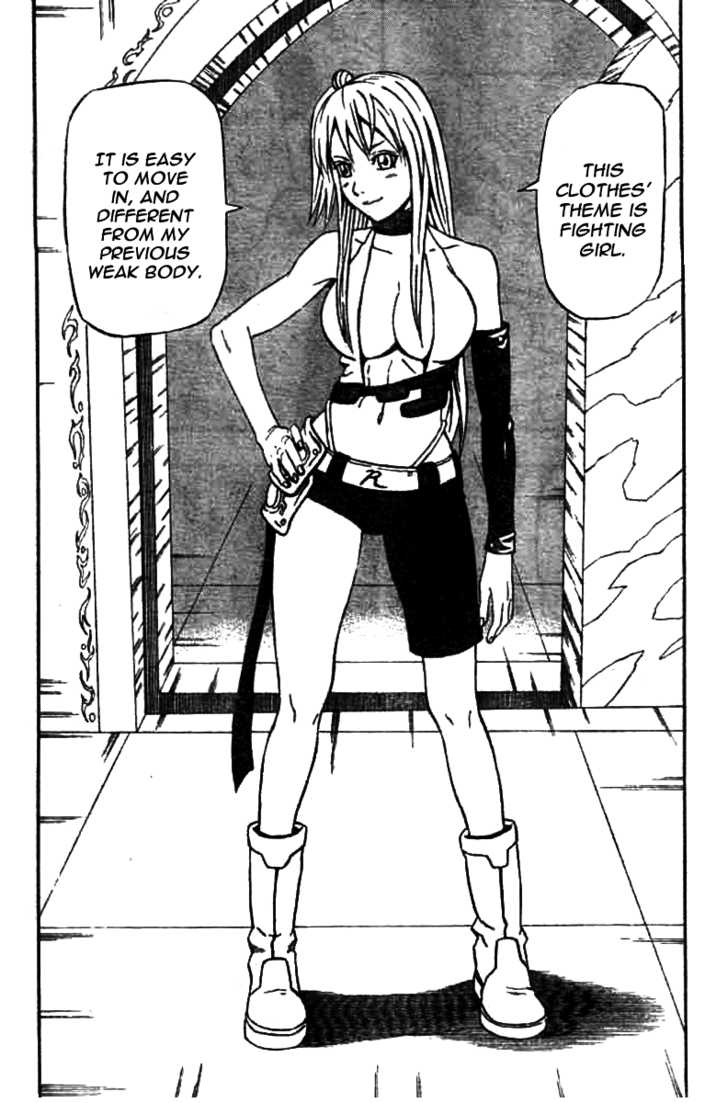 THIS
CLOTHES'
THEME IS
FIGHTING
GIRL.
IT IS EASY
TO MOVE
IN, AND
DIFFERENT
FROM MY
PREVIOUS
WEAK BODY.
R